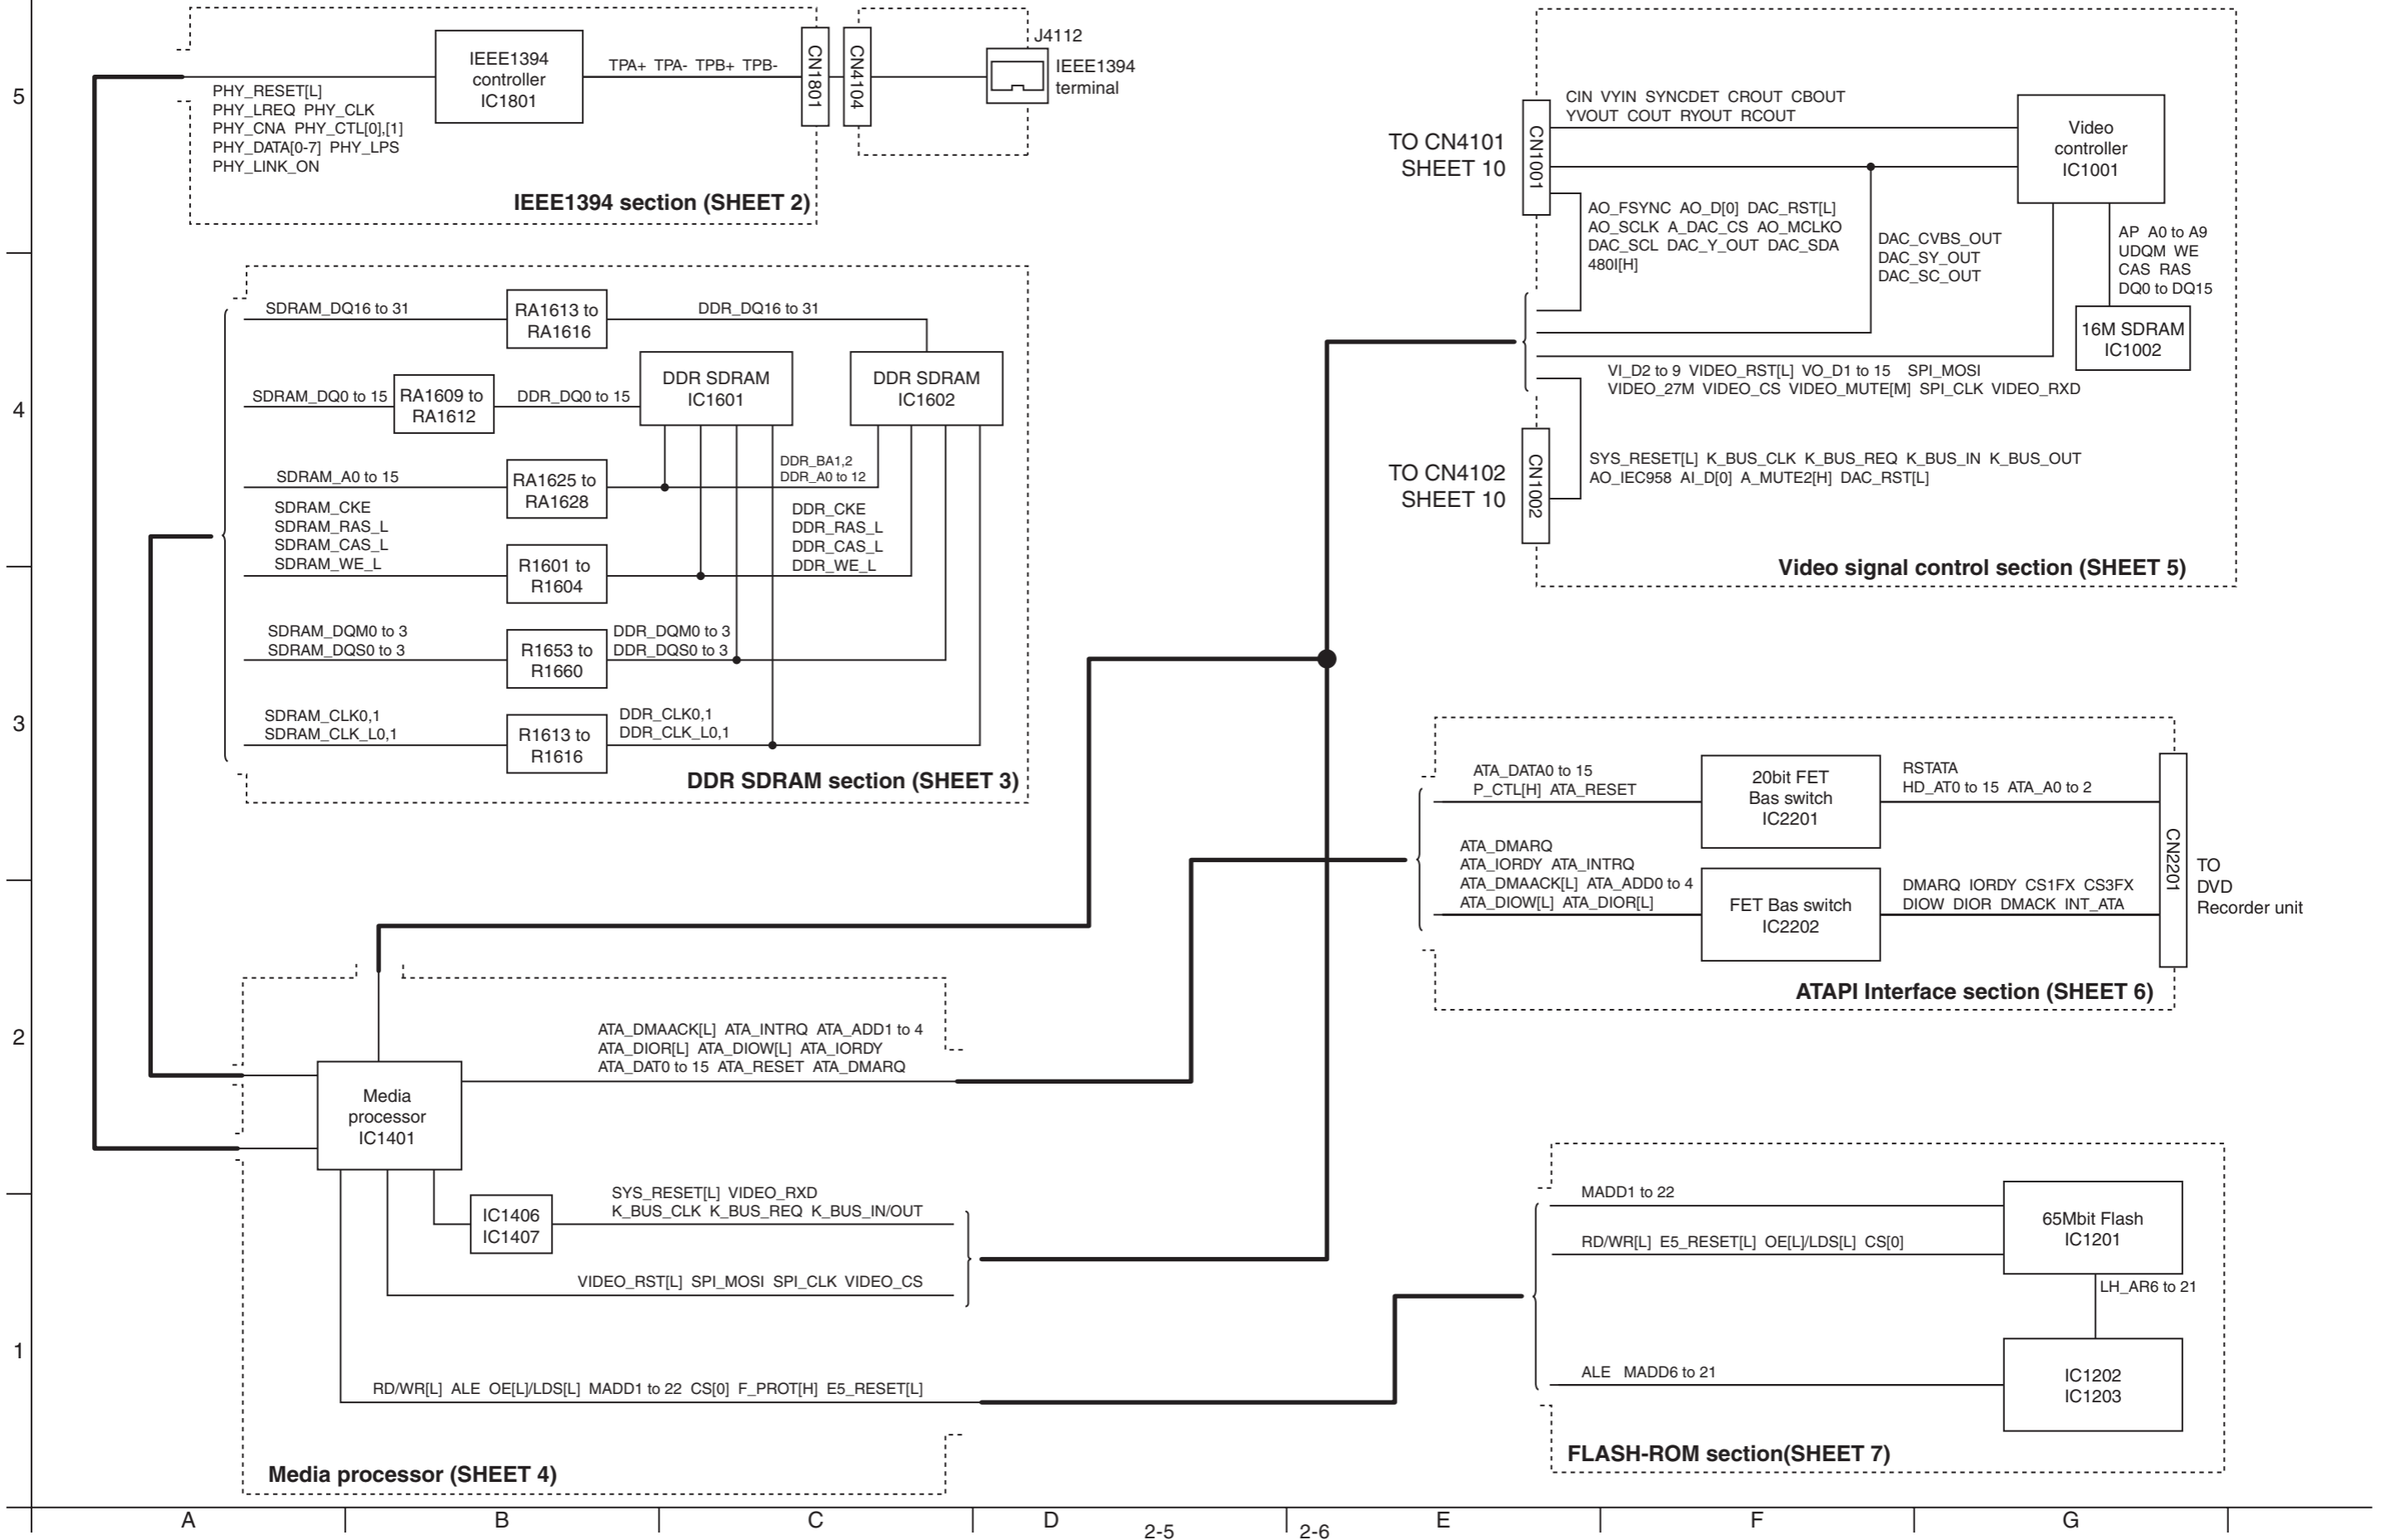 5
4
3
2
1
IEEE1394
controller
IC1801
TPA+ TPA- TPB+ TPB-
CN1801
CN4104
J4112
IEEE1394
terminal
PHY_RESET[L]
PHY_LREQ PHY_CLK
PHY_CNA PHY_CTL[0],[1]
PHY_DATA[0-7] PHY_LPS
PHY_LINK_ON
IEEE1394 section (SHEET 2)
SDRAM_DQ16 to 31
RA1613 to
RA1616
DDR_DQ16 to 31
DDR SDRAM
IC1601
DDR SDRAM
IC1602
SDRAM_DQ0 to 15
RA1609 to
RA1612
DDR_DQ0 to 15
SDRAM_A0 to 15
RA1625 to
RA1628
DDR_BA1,2
DDR_A0 to 12
SDRAM_CKE
SDRAM_RAS_L
SDRAM_CAS_L
SDRAM_WE_L
R1601 to
R1604
DDR_CKE
DDR_RAS_L
DDR_CAS_L
DDR_WE_L
SDRAM_DQM0 to 3
SDRAM_DQS0 to 3
R1653 to
R1660
DDR_DQM0 to 3
DDR_DQS0 to 3
SDRAM_CLK0,1
SDRAM_CLK_L0,1
R1613 to
R1616
DDR_CLK0,1
DDR_CLK_L0,1
DDR SDRAM section (SHEET 3)
TO CN4101
SHEET 10
CN1001
CIN VYIN SYNCDET CROUT CBOUT
YVOUT COUT RYOUT RCOUT
Video
controller
IC1001
AO_FSYNC AO_D[0] DAC_RST[L]
AO_SCLK A_DAC_CS AO_MCLKO
DAC_SCL DAC_Y_OUT DAC_SDA
480I[H]
DAC_CVBS_OUT
DAC_SY_OUT
DAC_SC_OUT
AP A0 to A9
UDQM WE
CAS RAS
DQ0 to DQ15
16M SDRAM
IC1002
VI_D2 to 9 VIDEO_RST[L] VO_D1 to 15 SPI_MOSI
VIDEO_27M VIDEO_CS VIDEO_MUTE[M] SPI_CLK VIDEO_RXD
TO CN4102
SHEET 10
CN1002
SYS_RESET[L] K_BUS_CLK K_BUS_REQ K_BUS_IN K_BUS_OUT
AO_IEC958 AI_D[0] A_MUTE2[H] DAC_RST[L]
Video signal control section (SHEET 5)
ATA_DATA0 to 15
P_CTL[H] ATA_RESET
20bit FET
Bas switch
IC2201
RSTATA
HD_AT0 to 15 ATA_A0 to 2
ATA_DMARQ
ATA_IORDY ATA_INTRQ
ATA_DMAACK[L] ATA_ADD0 to 4
ATA_DIOW[L] ATA_DIOR[L]
FET Bas switch
IC2202
DMARQ IORDY CS1FX CS3FX
DIOW DIOR DMACK INT_ATA
CN2201
TO
DVD
Recorder unit
ATAPI Interface section (SHEET 6)
Media
processor
IC1401
ATA_DMAACK[L] ATA_INTRQ ATA_ADD1 to 4
ATA_DIOR[L] ATA_DIOW[L] ATA_IORDY
ATA_DAT0 to 15 ATA_RESET ATA_DMARQ
IC1406
IC1407
SYS_RESET[L] VIDEO_RXD
K_BUS_CLK K_BUS_REQ K_BUS_IN/OUT
VIDEO_RST[L] SPI_MOSI SPI_CLK VIDEO_CS
RD/WR[L] ALE OE[L]/LDS[L] MADD1 to 22 CS[0] F_PROT[H] E5_RESET[L]
Media processor (SHEET 4)
MADD1 to 22
RD/WR[L] E5_RESET[L] OE[L]/LDS[L] CS[0]
65Mbit Flash
IC1201
LH_AR6 to 21
ALE MADD6 to 21
IC1202
IC1203
FLASH-ROM section(SHEET 7)
A B C D E F G
2-5 2-6